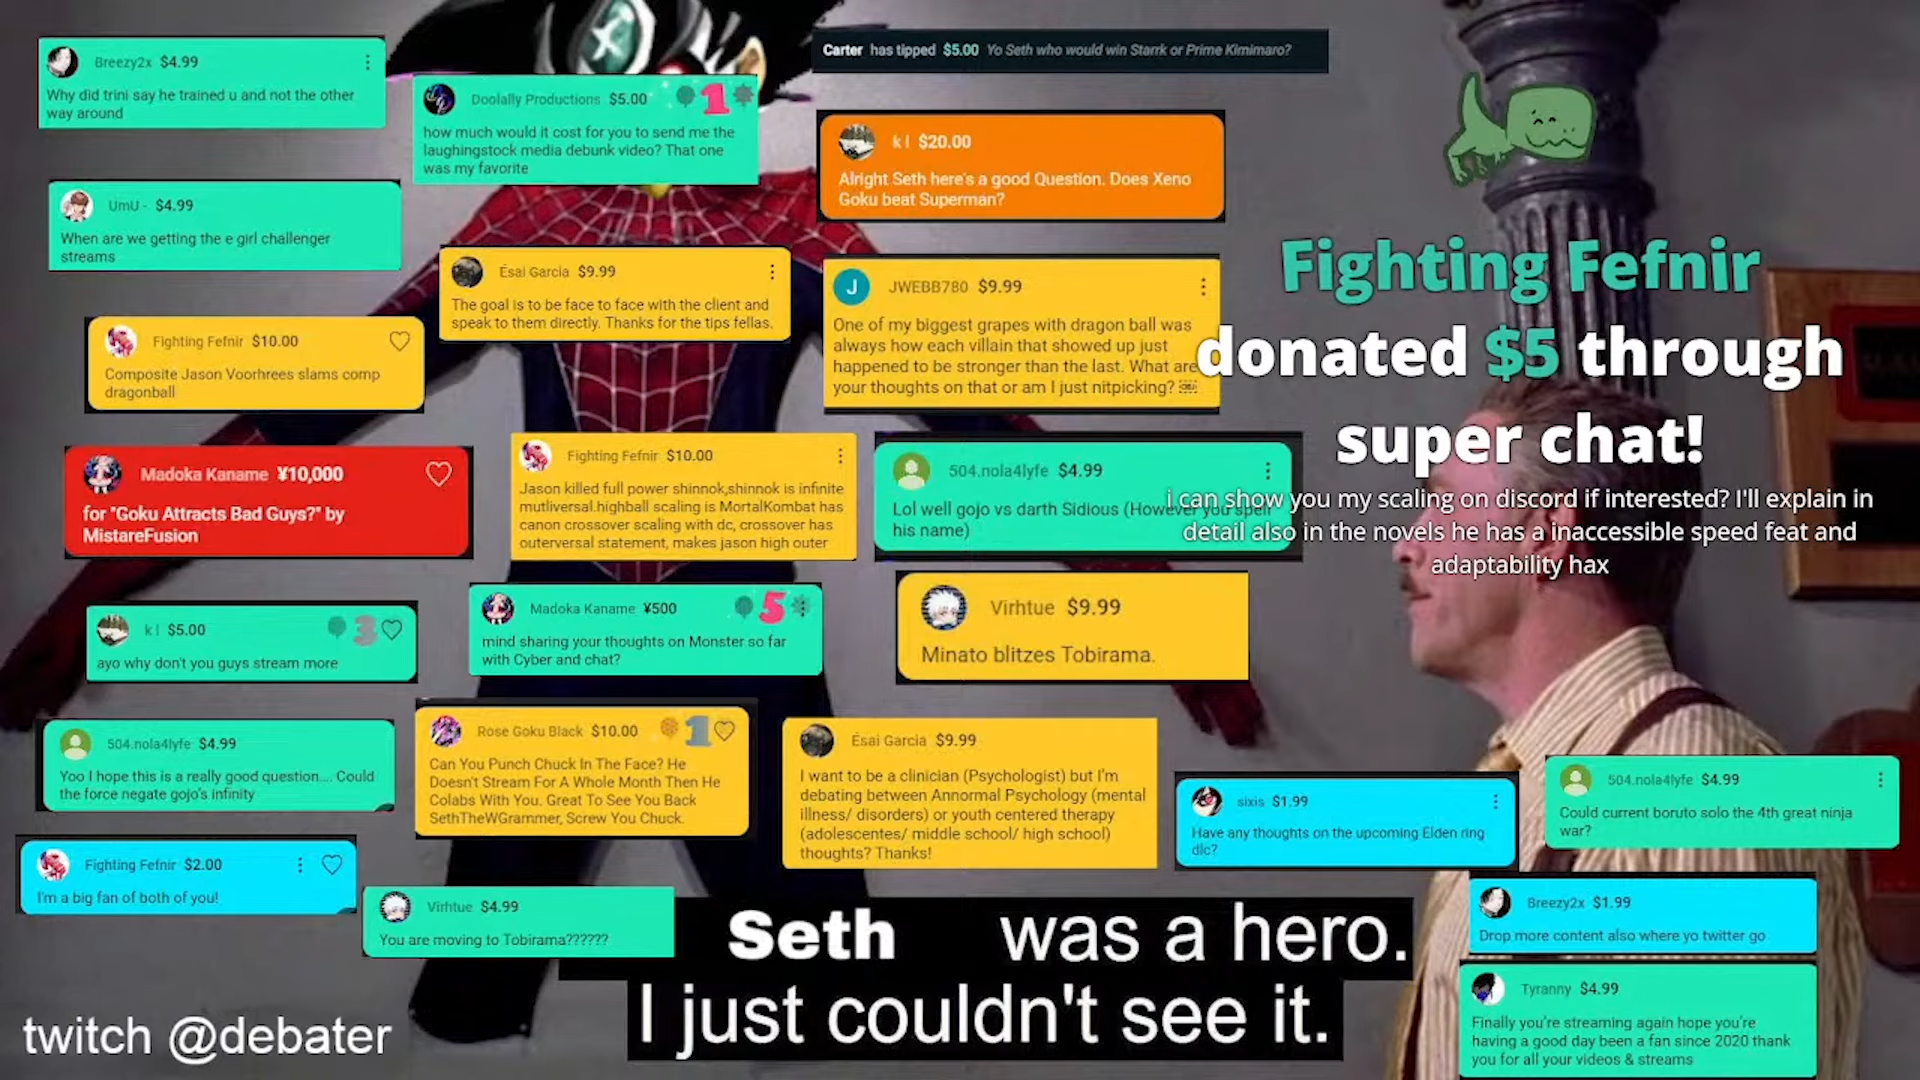 Breezy2x $4.99
Why did trini say he trained u and not the other
way around
Doolally Productions $5.00 1
how much would it cost for you to send me the
laughingstock media debunk video? That one
was my favorite
Carter has tipped $5.00 Yo Seth who would win Starrk or Prime Kimimaro?
k l $20.00
Alright Seth here's a good Question. Does Xeno
Goku beat Superman?
UmU - $4.99
When are we getting the e girl challenger
streams
Ésai Garcia $9.99
The goal is to be face to face with the client and
speak to them directly. Thanks for the tips fellas.
JWEBB780 $9.99
J
One of my biggest grapes with dragon ball was
always how each villain that showed up just
happened to be stronger than the last. What are
your thoughts on that or am I just nitpicking?
Fighting Fefnir
donated $5 through
super chat!
i can show you my scaling on discord if interested? I'll explain in
detail also in the novels he has a inaccessible speed feat and
adaptability hax
Fighting Fefnir $10.00
Composite Jason Voorhrees slams comp
dragonball
Madoka Kaname ¥10,000
for "Goku Attracts Bad Guys?" by
MistareFusion
Fighting Fefnir $10.00
Jason killed full power shinnok,shinnok is infinite
mutliversal.highball scaling is MortalKombat has
canon crossover scaling with dc, crossover has
outerversal statement, makes jason high outer
504.nola4lyfe $4.99
Lol well gojo vs darth Sidious (However you spell
his name)
k l $5.00 3
ayo why don't you guys stream more
Madoka Kaname ¥500 5
mind sharing your thoughts on Monster so far
with Cyber and chat?
Virhtue $9.99
Minato blitzes Tobirama.
504.nola4lyfe $4.99
Yoo I hope this is a really good question.... Could
the force negate gojo's infinity
Rose Goku Black $10.00 1
Can You Punch Chuck In The Face? He
Doesn't Stream For A Whole Month Then He
Colabs With You. Great To See You Back
SethTheWGrammer, Screw You Chuck.
Ésai Garcia $9.99
I want to be a clinician (Psychologist) but I'm
debating between Annormal Psychology (mental
illness/ disorders) or youth centered therapy
(adolescentes/ middle school/ high school)
thoughts? Thanks!
sixis $1.99
Have any thoughts on the upcoming Elden ring
dlc?
504.nola4lyfe $4.99
Could current boruto solo the 4th great ninja
war?
Fighting Fefnir $2.00
I'm a big fan of both of you!
Virhtue $4.99
You are moving to Tobirama??????
Breezy2x $1.99
Drop more content also where yo twitter go
Tyranny $4.99
Finally you're streaming again hope you're
having a good day been a fan since 2020 thank
you for all your videos & streams
Seth was a hero.
I just couldn't see it.
twitch @debater